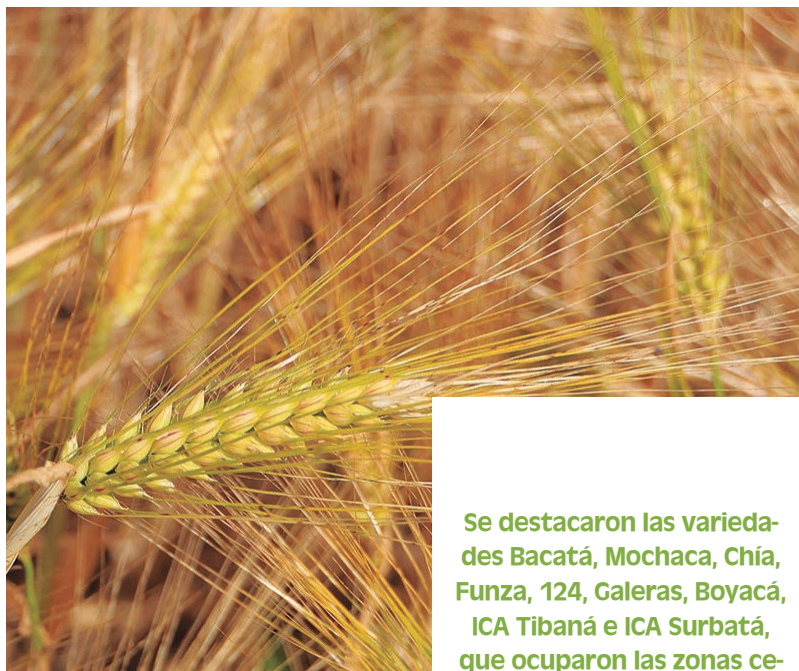 Se destacaron las varieda-
des Bacatá, Mochaca, Chía,
Funza, 124, Galeras, Boyacá,
ICA Tibaná e ICA Surbatá,
que ocuparon las zonas ce-